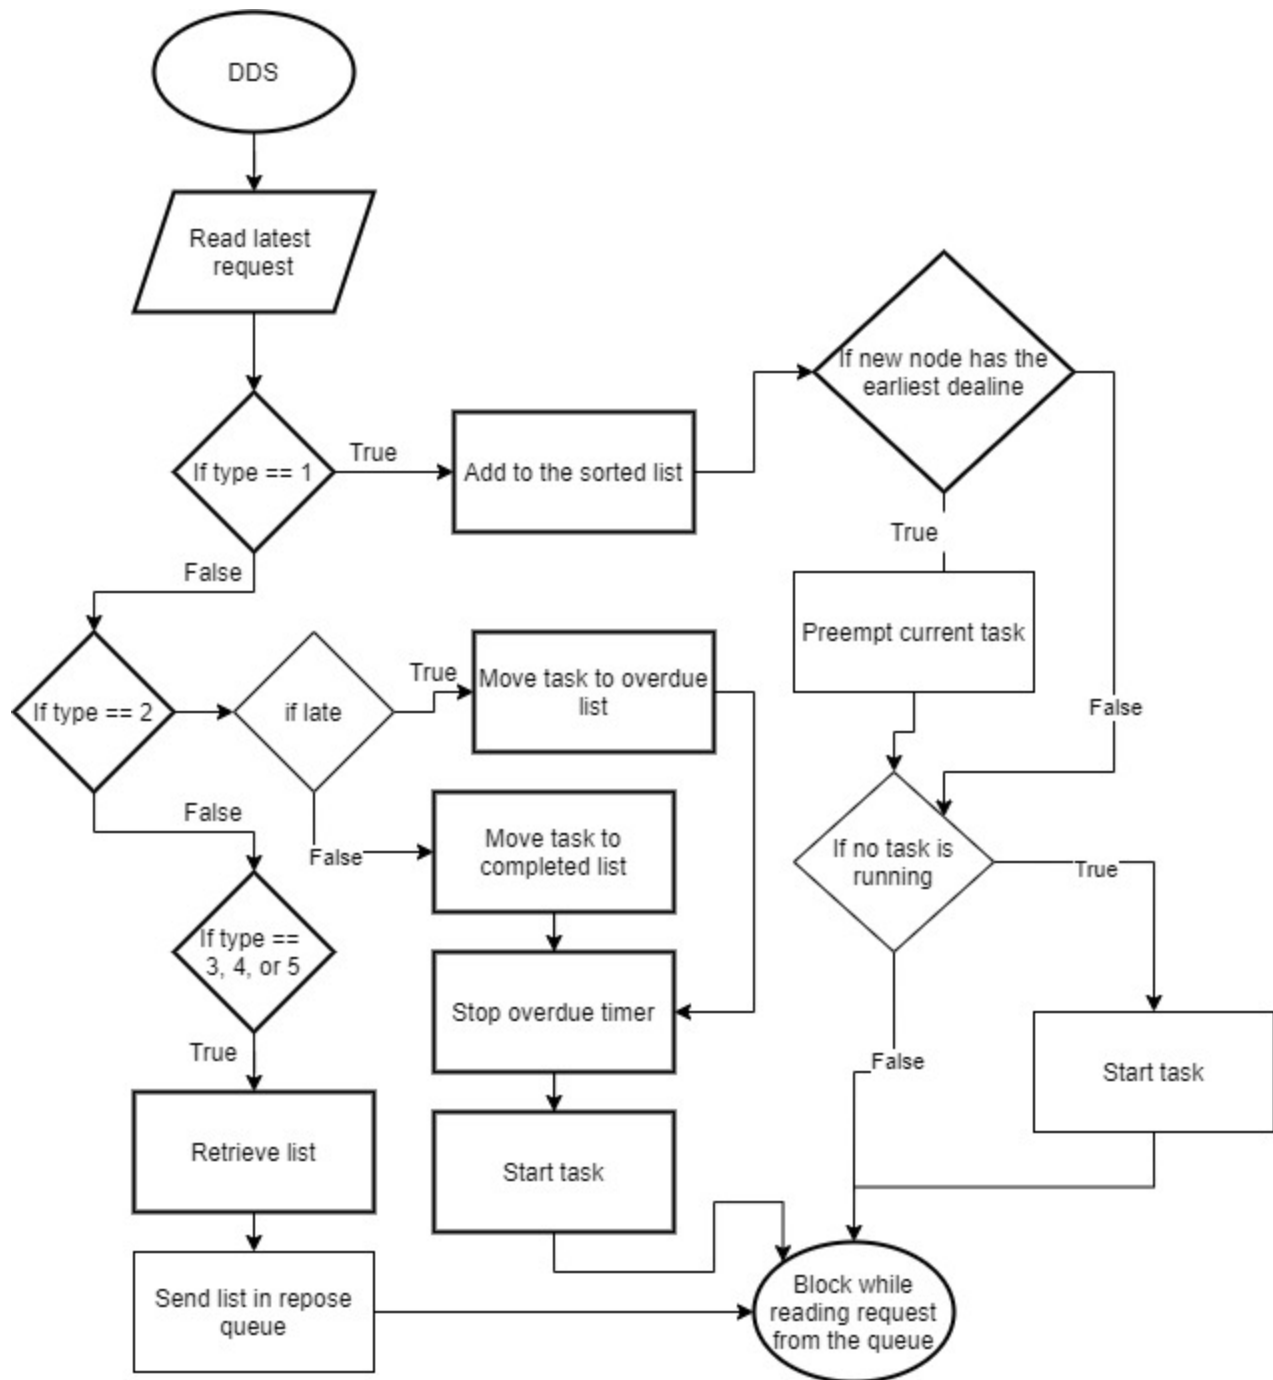 DDS
Read latest
request
If type == 1
True
Add to the sorted list
If new node has the
earliest dealine
True
False
Preempt current task
False
If type == 2
if late
True
Move task to overdue
list
False
False
Move task to
completed list
If no task is
running
True
False
If type ==
3, 4, or 5
Stop overdue timer
Start task
True
Retrieve list
Start task
Send list in repose
queue
Block while
reading request
from the queue